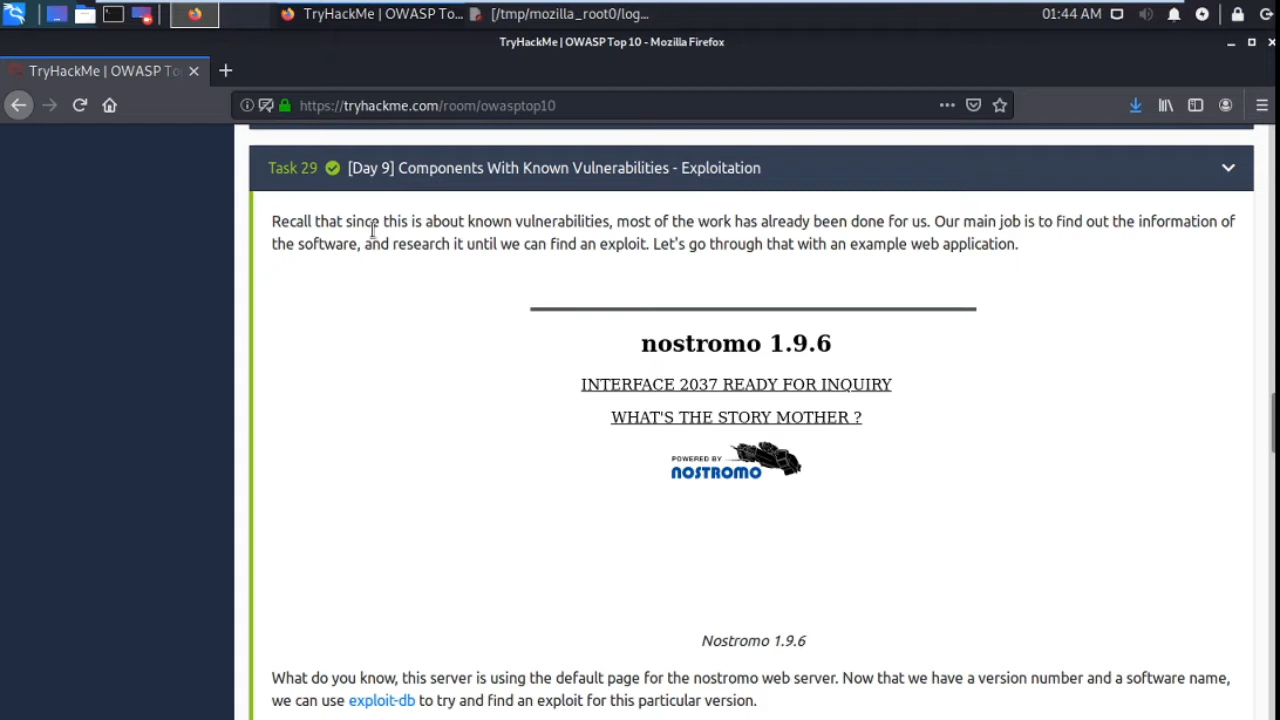 TryHackMe | OWASP To...
[/tmp/mozilla_root0/log...
01:44 AM
TryHackMe | OWASP Top 10 - Mozilla Firefox
TryHackMe | OWASP To
https://tryhackme.com/room/owasptop10
Task 29 [Day 9] Components With Known Vulnerabilities - Exploitation
Recall that since this is about known vulnerabilities, most of the work has already been done for us. Our main job is to find out the information of
the software, and research it until we can find an exploit. Let's go through that with an example web application.
nostromo 1.9.6
INTERFACE 2037 READY FOR INQUIRY
WHAT'S THE STORY MOTHER ?
POWERED BY
NOSTROMO
Nostromo 1.9.6
What do you know, this server is using the default page for the nostromo web server. Now that we have a version number and a software name,
we can use exploit-db to try and find an exploit for this particular version.